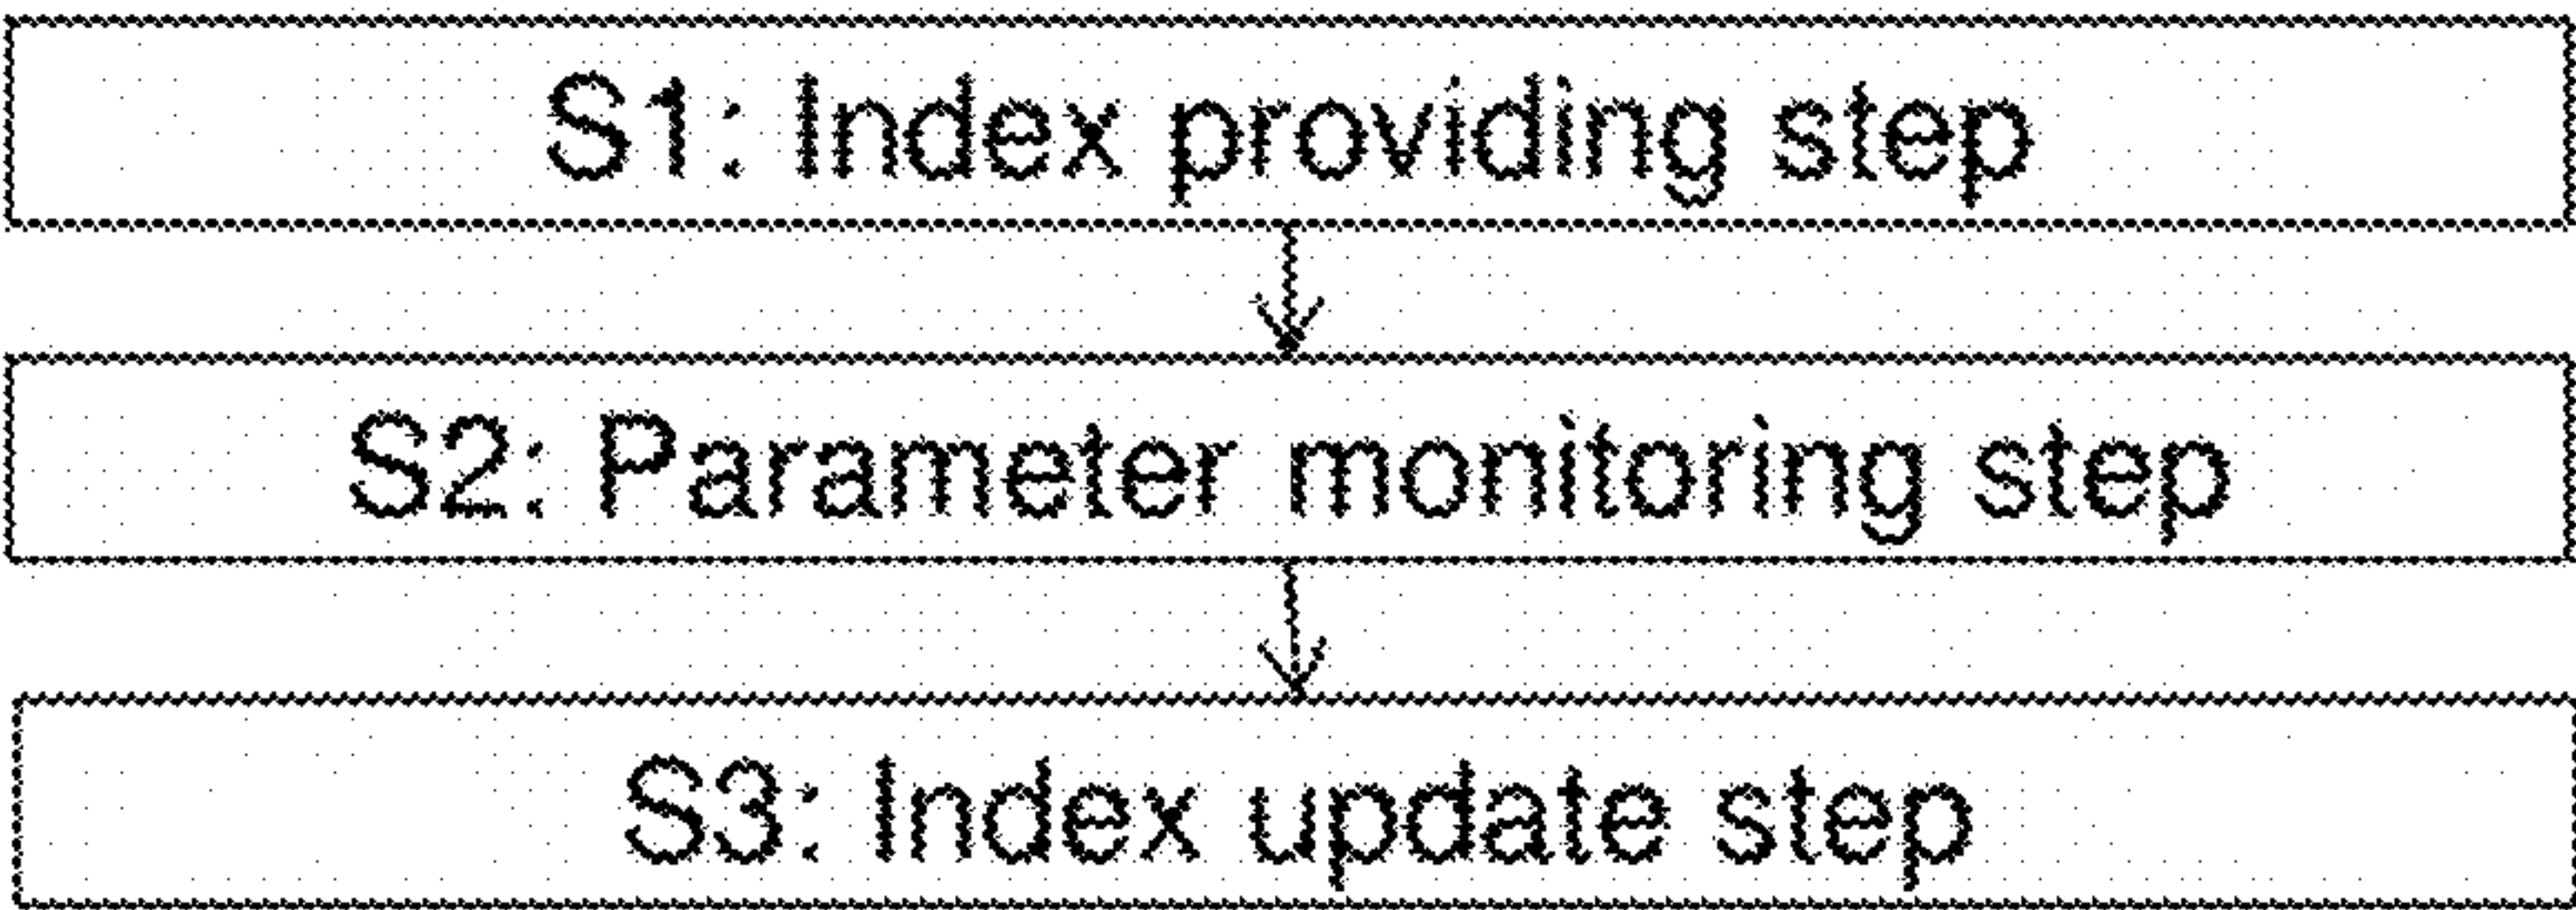 S1: Index providing step
S2: Parameter monitoring step
S3: Index update step